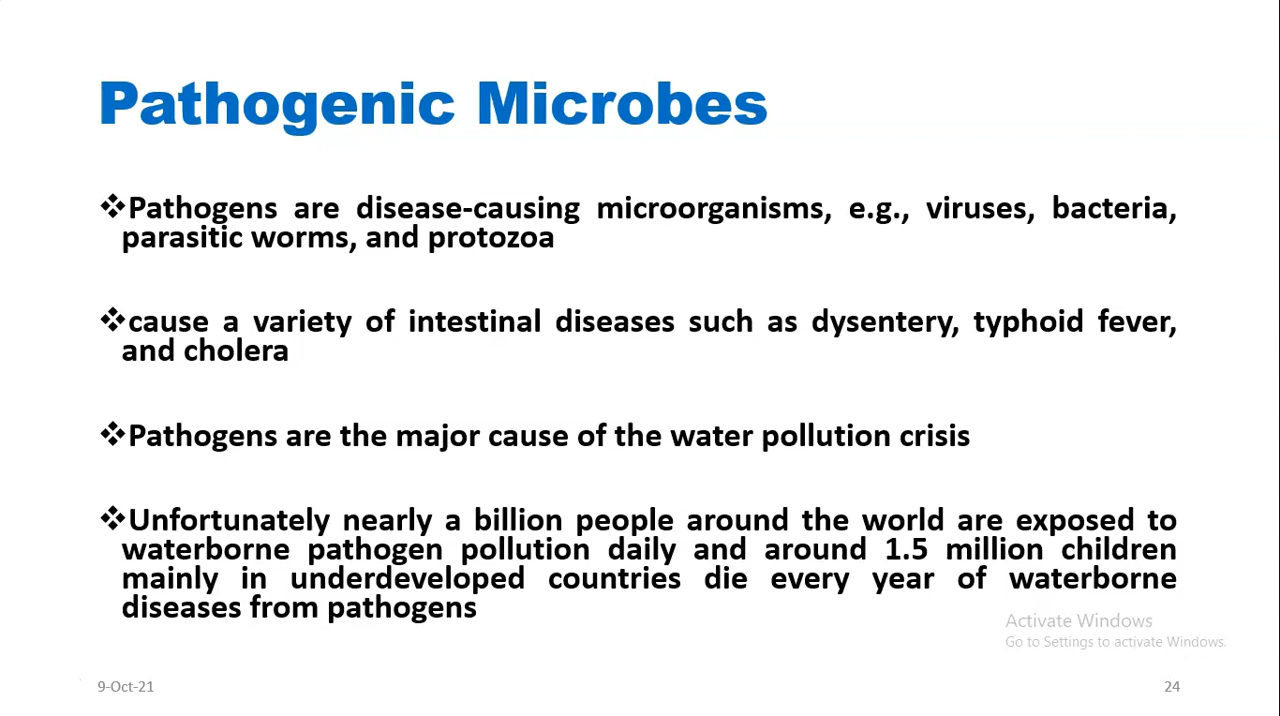 Pathogenic Microbes
❖Pathogens are disease-causing microorganisms, e.g., viruses, bacteria,
parasitic worms, and protozoa
❖cause a variety of intestinal diseases such as dysentery, typhoid fever,
and cholera
❖Pathogens are the major cause of the water pollution crisis
❖Unfortunately nearly a billion people around the world are exposed to
waterborne pathogen pollution daily and around 1.5 million children
mainly in underdeveloped countries die every year of waterborne
diseases from pathogens
Activate Windows
Go to Settings to activate Windows.
9-Oct-21
24